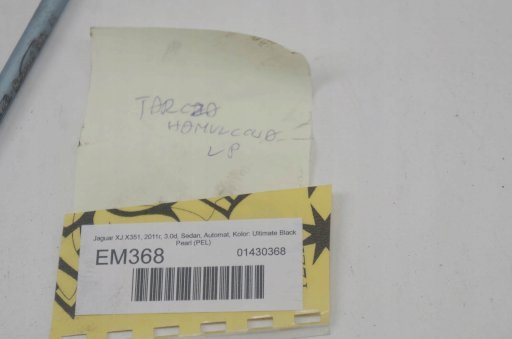 TARCZA
HAMULCOWA
LP
Jaguar XJ X351, 2011r, 3.0d, Sedan, Automat, Kolor: Ultimate Black
Pearl (PEL)
EM368
01430368